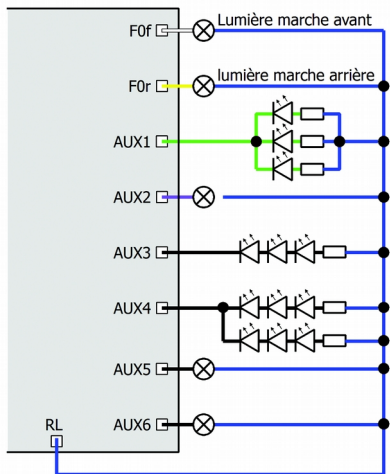 F0f
Lumière marche avant
F0r
lumière marche arrière
AUX1
AUX2
AUX3
AUX4
AUX5
AUX6
RL